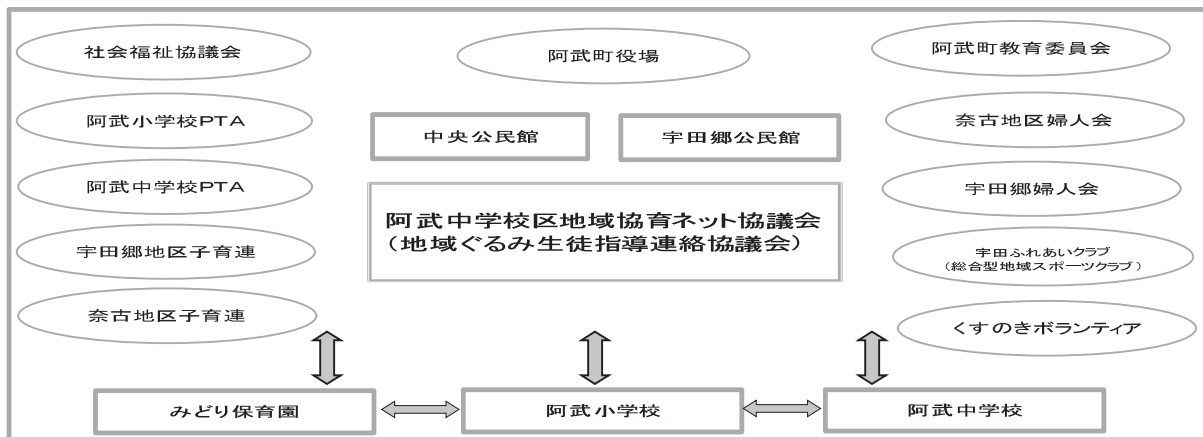 社会福祉協議会
阿武町役場
阿武町教育委員会
阿武小学校PTA
中央公民館
宇田郷公民館
奈古地区婦人会
阿武中学校PTA
宇田郷婦人会
阿武中学校区地域協育ネット協議会
（地域ぐるみ生徒指導連絡協議会）
宇田郷地区子育連
宇田ふれあいクラブ
（総合型地域スポーツクラブ）
奈古地区子育連
くすのきボランティア
みどり保育園
阿武小学校
阿武中学校